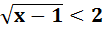 √x − 1 < 2